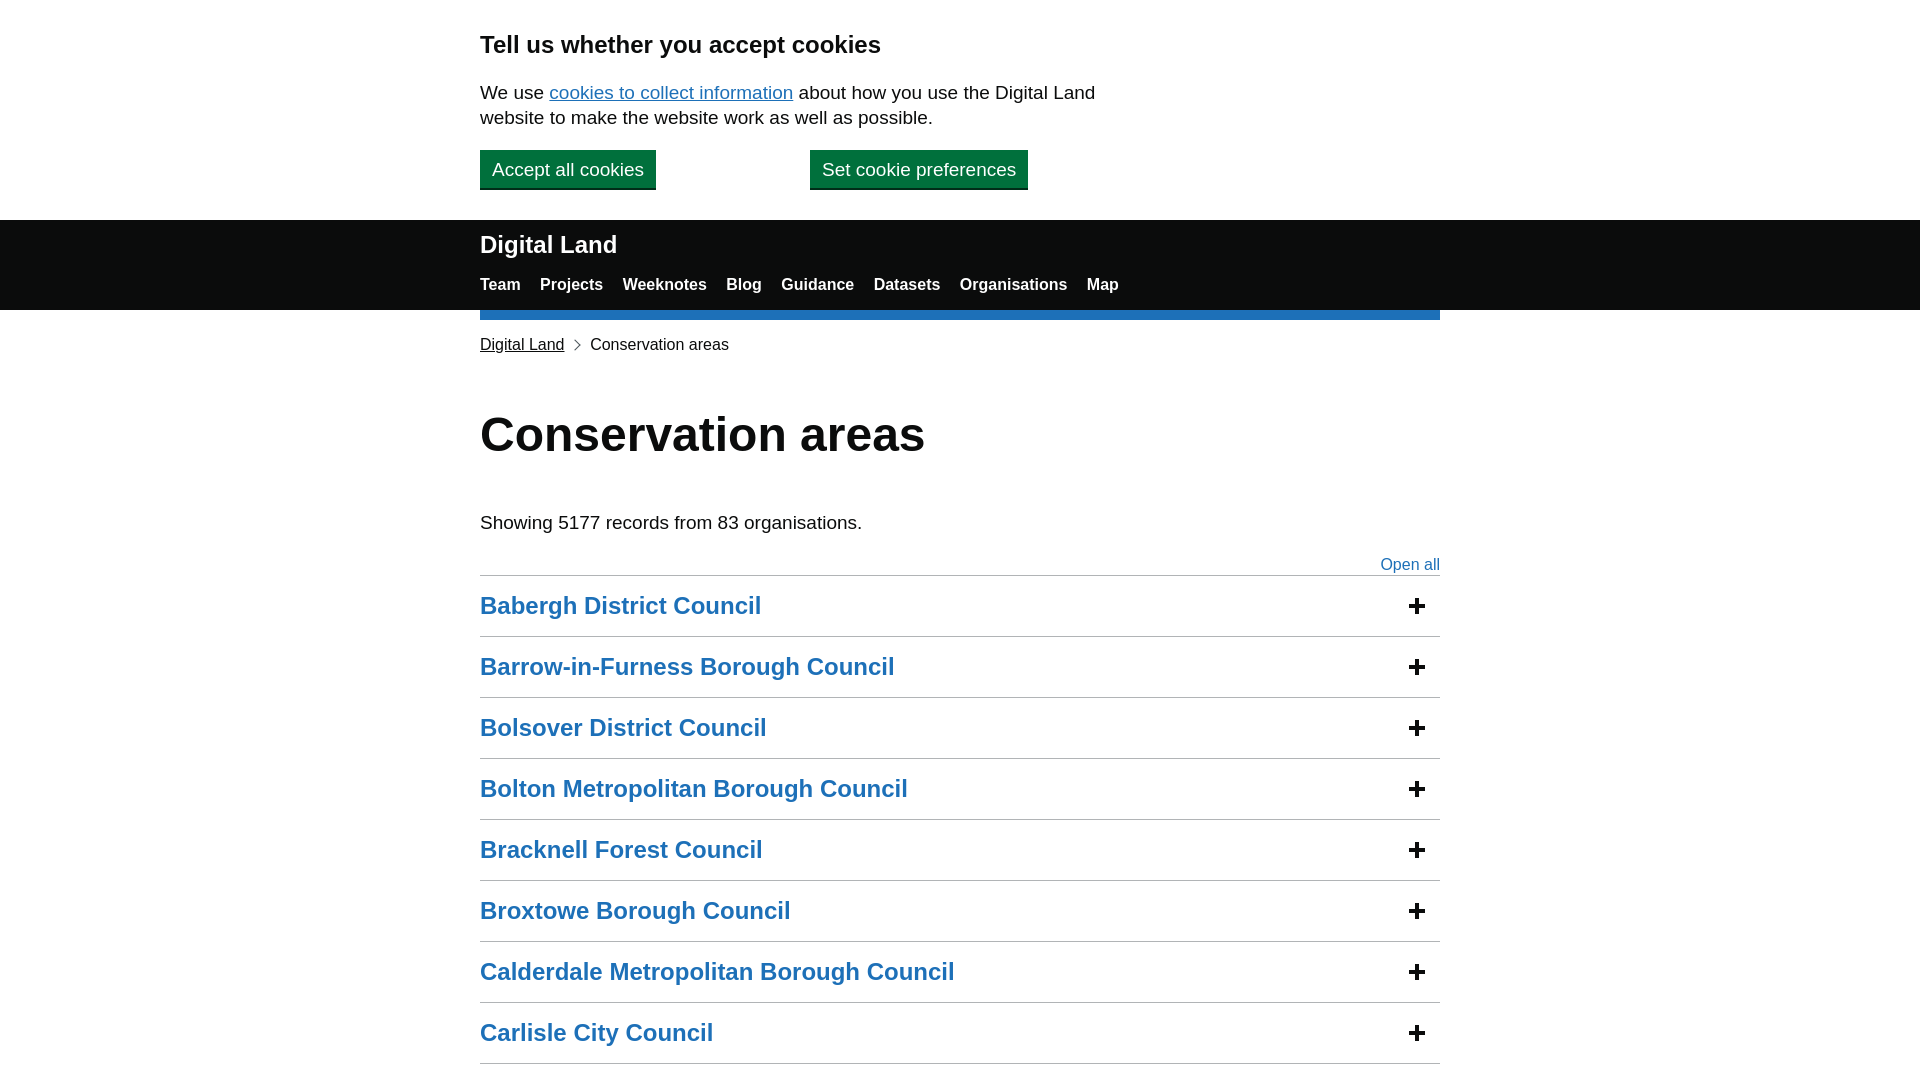 Tell us whether you accept cookies
We use cookies to collect information about how you use the Digital Land
website to make the website work as well as possible.
Accept all cookies Set cookie preferences
Digital Land
Team Projects Weeknotes Blog Guidance Datasets Organisations Map
Digital Land Conservation areas
Conservation areas
Showing 5177 records from 83 organisations.
Open all
Babergh District Council
Barrow-in-Furness Borough Council
Bolsover District Council
Bolton Metropolitan Borough Council
Bracknell Forest Council
Broxtowe Borough Council
Calderdale Metropolitan Borough Council
Carlisle City Council